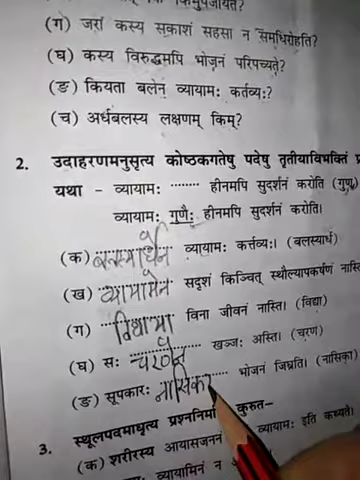 (ग) जरां कस्य सकाशं सहसा न समधिरोहति?
(घ) कस्य विरुद्धमपि भोजनं परिपच्यते?
(ङ) कियता बलेन व्यायामः कर्तव्यः?
(च) अर्धबलस्य लक्षणम् किम्?
2. उदाहरणमनुसृत्य कोष्ठकगतेषु पदेषु तृतीयाविभक्तिं
यथा - व्यायामः ........ हीनमपि सुदर्शनं करोति (गुण)
व्यायामः गुणैः हीनमपि सुदर्शनं करोति।
(क) बलस्यार्धेन व्यायामः कर्तव्यः। (बलस्यार्ध)
(ख) व्यायामेन सदृशं किञ्चित् स्थौल्यापकर्षणं नास्ति
(ग) विद्यया विना जीवनं नास्ति। (विद्या)
(घ) सः चरणेन खञ्जः अस्ति। (चरण)
(ङ) सूपकारः नासिका भोजनं जिघ्रति। (नासिका)
3. स्थूलपदमाधृत्य प्रश्ननिर्मा कुरुत-
(क) शरीरस्य आयासजननं व्यायामः इति कथ्यते।
व्यायामिनं न